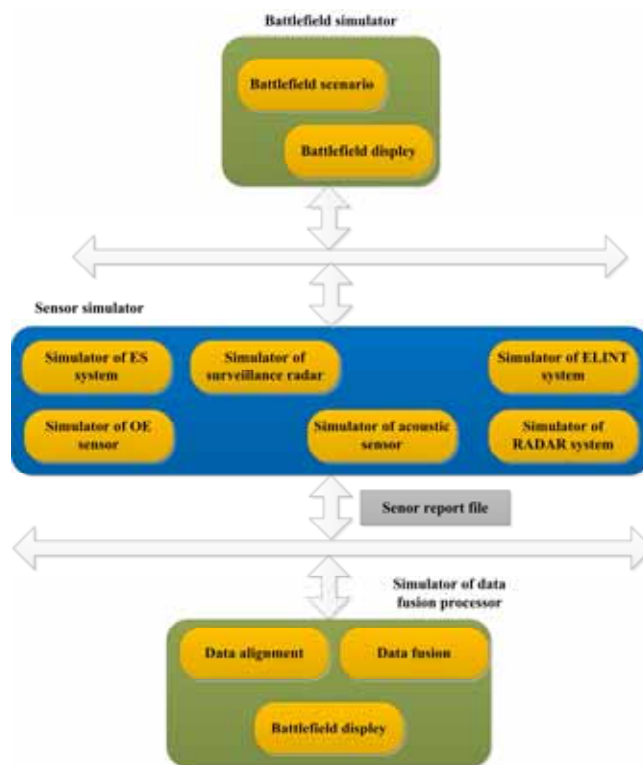 Battlefield simulator
Battlefield scenario
Battlefield displey
Sensor simulator
Simulator of ES
system
Simulator of
surveillance radar
Simulator of ELINT
system
Simulator of OE
sensor
Simulator of acoustic
sensor
Simulator of
RADAR system
Senor report file
Simulator of data
fusion processor
Data alignment
Data fusion
Battlefield displey